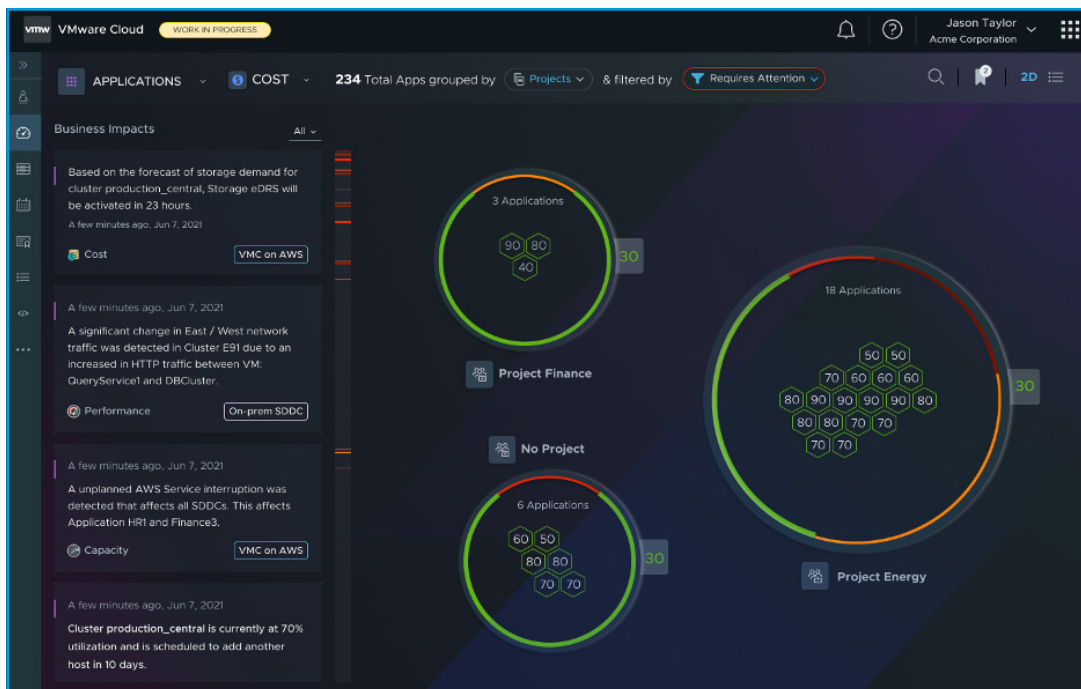 vmw VMware Cloud WORK IN PROGRESS
Jason Taylor
Acme Corporation
APPLICATIONS COST 234 Total Apps grouped by Projects & filtered by Requires Attention 2 2D
Business Impacts All
Based on the forecast of storage demand for
cluster production_central, Storage eDRS will
be activated in 23 hours.
A few minutes ago, Jun 7, 2021
Cost VMC on AWS
A few minutes ago, Jun 7, 2021
A significant change in East / West network
traffic was detected in Cluster E91 due to an
increased in HTTP traffic between VM:
QueryService1 and DBCluster.
Performance On-prem SDDC
A few minutes ago, Jun 7, 2021
A unplanned AWS Service interruption was
detected that affects all SDDCs. This affects
Application HR1 and Finance3.
Capacity VMC on AWS
A few minutes ago, Jun 7, 2021
Cluster production_central is currently at 70%
utilization and is scheduled to add another
host in 10 days.
3 Applications
90 80
40
30
Project Finance
No Project
6 Applications
60 50
80 80
70 70
30
18 Applications
50 50
70 60 60 60
80 90 90 90 90 80
80 80 70 70
70 70
30
Project Energy